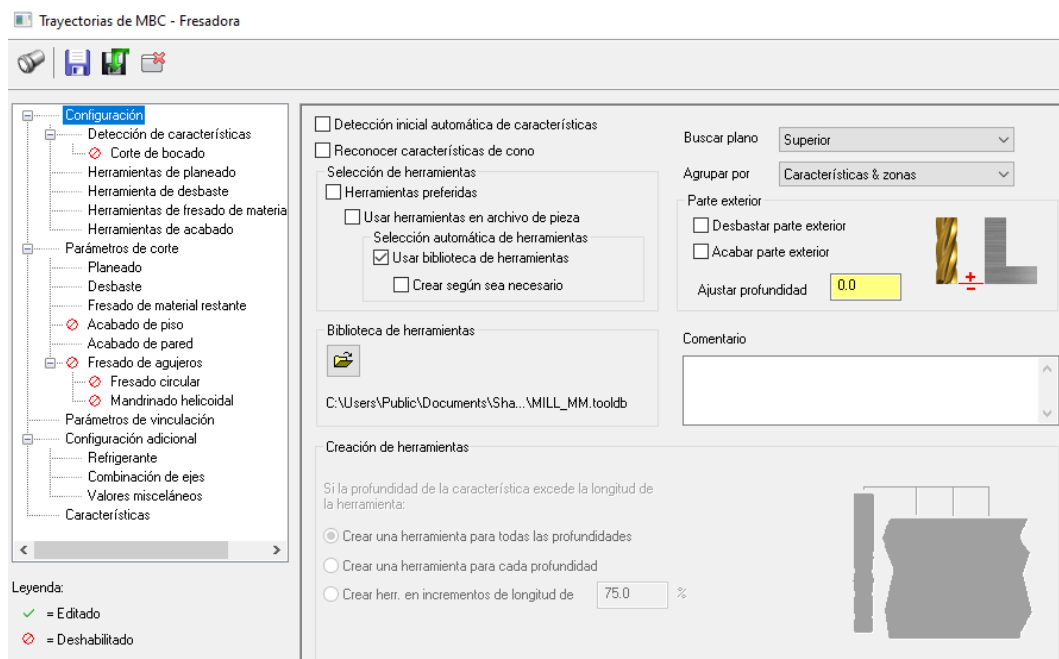 Trayectorias de MBC - Fresadora
Configuración
Detección de características
Corte de bocado
Herramientas de planeado
Herramienta de desbaste
Herramientas de fresado de materia
Herramientas de acabado
Parámetros de corte
Planeado
Desbaste
Fresado de material restante
Acabado de piso
Acabado de pared
Fresado de agujeros
Fresado circular
Mandrinado helicoidal
Parámetros de vinculación
Configuración adicional
Refrigerante
Combinación de ejes
Valores misceláneos
Características
Leyenda:
= Editado
= Deshabilitado
Detección inicial automática de características
Reconocer características de cono
Selección de herramientas
Herramientas preferidas
Usar herramientas en archivo de pieza
Selección automática de herramientas
Usar biblioteca de herramientas
Crear según sea necesario
Biblioteca de herramientas
C:\Users\Public\Documents\Sha...\MILL_MM.tooldb
Buscar plano Superior
Agrupar por Características & zonas
Parte exterior
Desbastar parte exterior
Acabar parte exterior
Ajustar profundidad 0.0
Comentario
Creación de herramientas
Si la profundidad de la característica excede la longitud de
la herramienta:
Crear una herramienta para todas las profundidades
Crear una herramienta para cada profundidad
Crear herr. en incrementos de longitud de 75.0 %